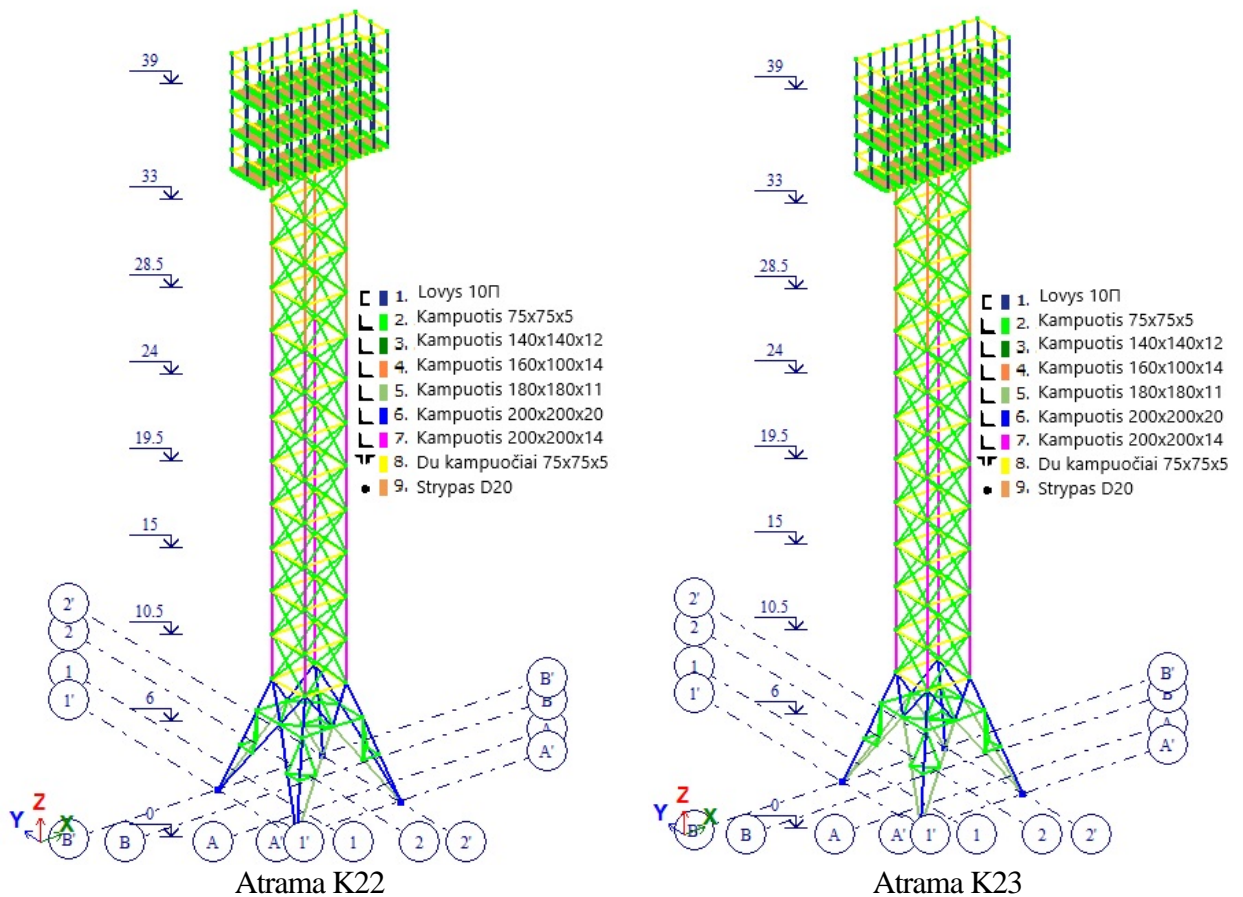 39
33
28.5
24
19.5
15
10.5
6
0
1. Lovys 10П
2. Kampuotis 75x75x5
3. Kampuotis 140x140x12
4. Kampuotis 160x100x14
5. Kampuotis 180x180x11
6. Kampuotis 200x200x20
7. Kampuotis 200x200x14
8. Du kampuočiai 75x75x5
9. Strypas D20
2'
2
1
1'
B'
B
A
A'
Z
Y
X
B'
B
A
A'
1'
1
2
2'
Atrama K22
39
33
28.5
24
19.5
15
10.5
6
0
1. Lovys 10П
2. Kampuotis 75x75x5
3. Kampuotis 140x140x12
4. Kampuotis 160x100x14
5. Kampuotis 180x180x11
6. Kampuotis 200x200x20
7. Kampuotis 200x200x14
8. Du kampuočiai 75x75x5
9. Strypas D20
2'
2
1
1'
B'
B
A
A'
Z
Y
X
B'
B
A
A'
1'
1
2
2'
Atrama K23